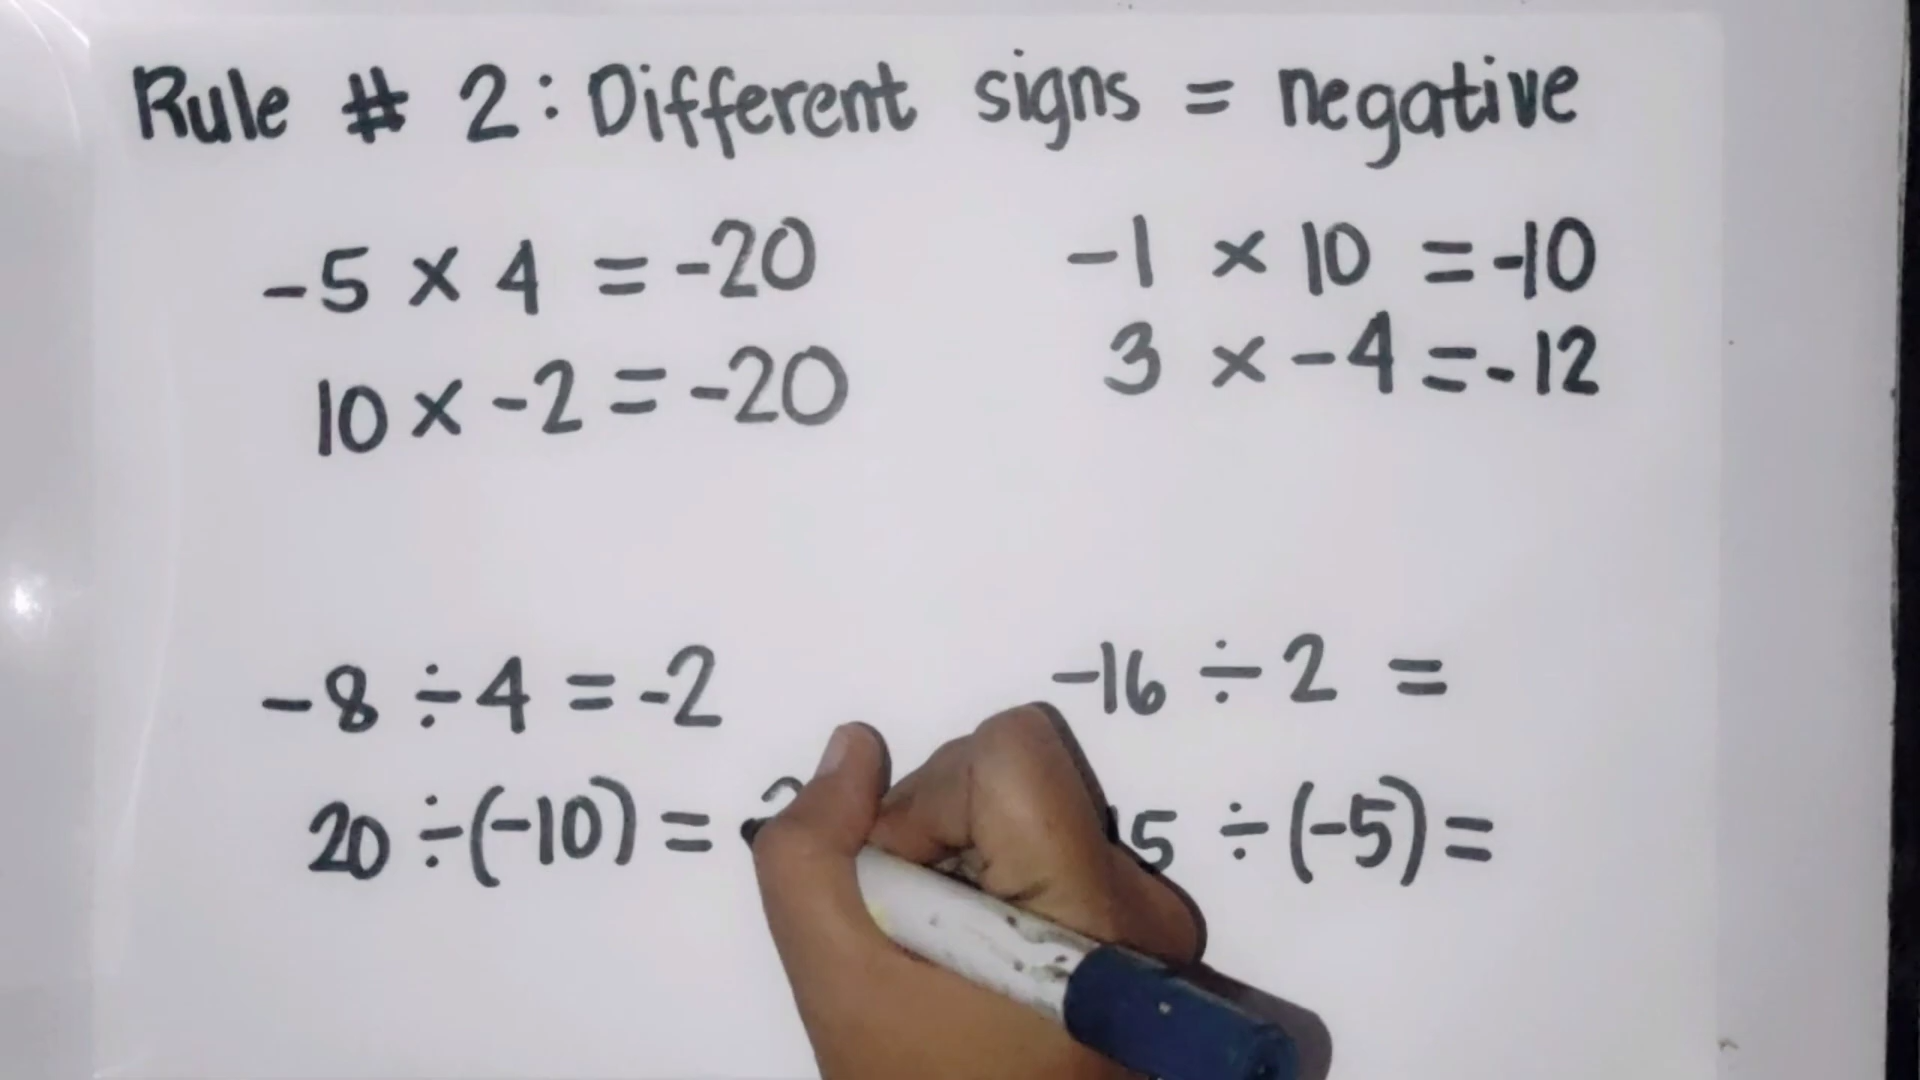 Rule # 2: Different signs = negative
-5 × 4 = -20
10 × -2 = -20
-1 × 10 = -10
3 × -4 = -12
-8 ÷ 4 = -2
20 ÷ (-10) =
-16 ÷ 2 =
5 ÷ (-5) =